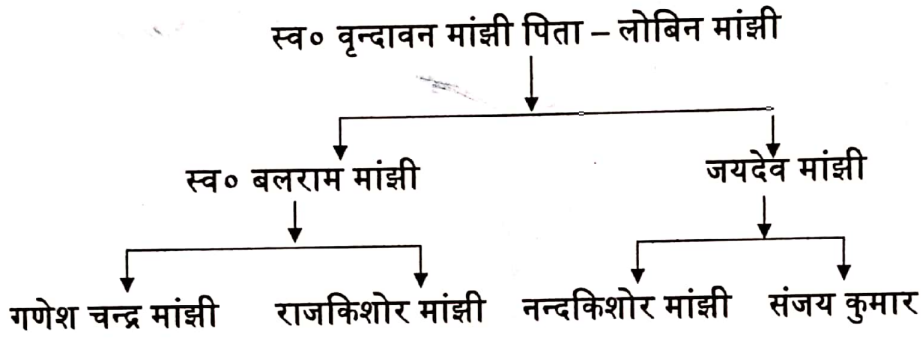 स्व० वृन्दावन मांझी पिता – लोबिन मांझी
स्व० बलराम मांझी जयदेव मांझी
गणेश चन्द्र मांझी राजकिशोर मांझी नन्दकिशोर मांझी संजय कुमार